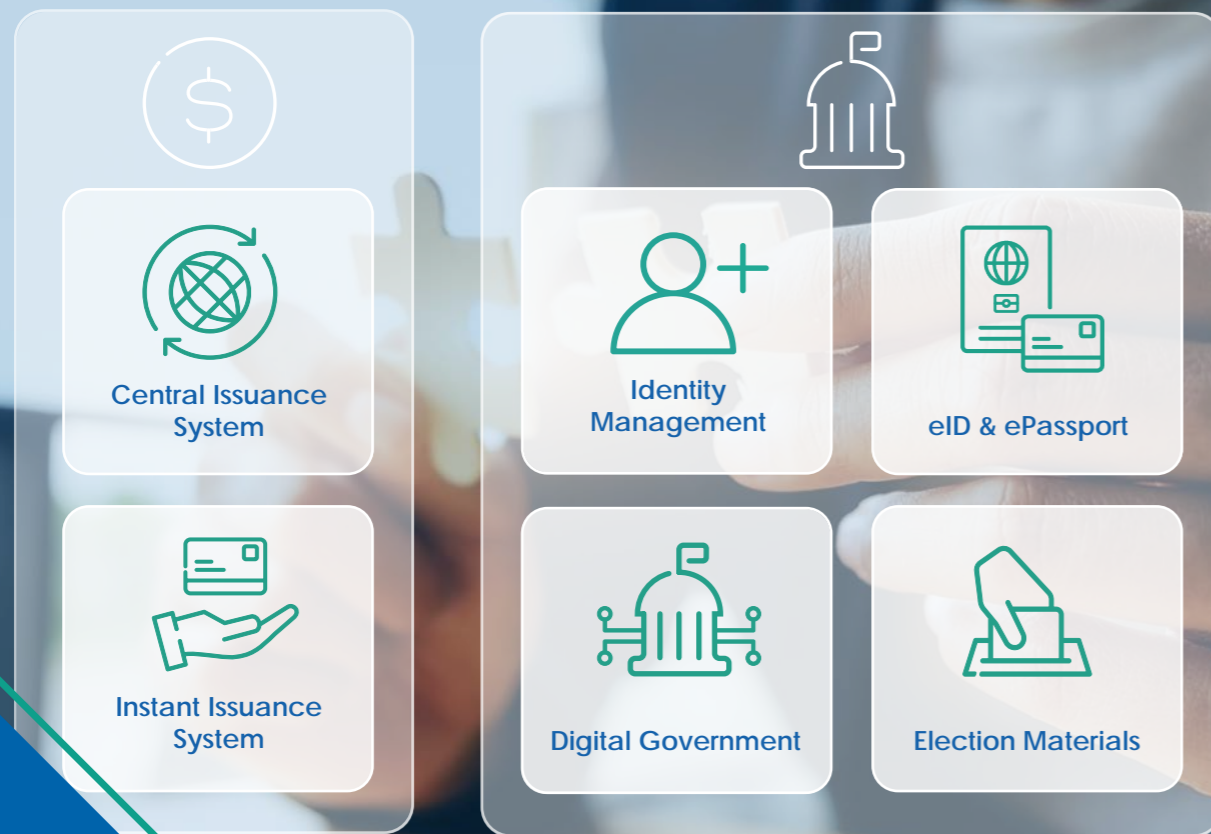 Central Issuance
System
Instant Issuance
System
Identity
Management
eID & ePassport
Digital Government
Election Materials